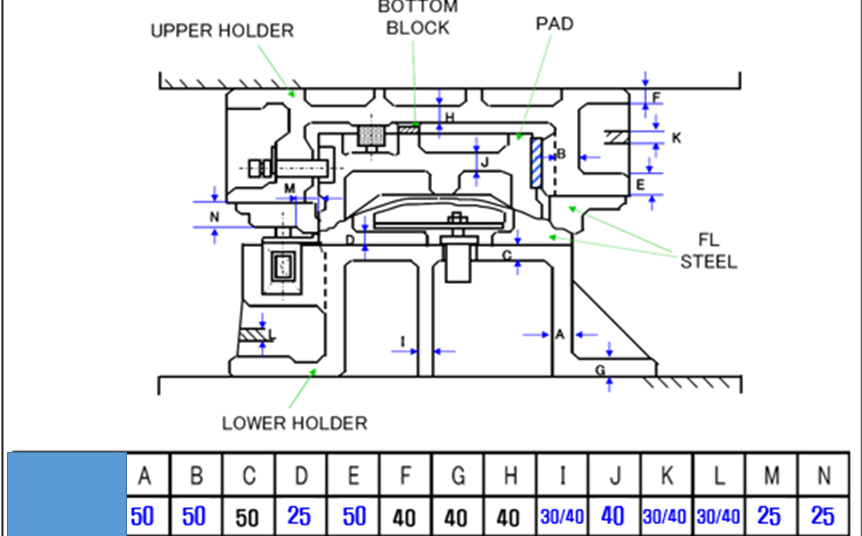 BOTTOM
BLOCK
PAD
UPPER HOLDER
F
H
K
B
J
E
M
N
D
C
FL
STEEL
L
I
A
G
LOWER HOLDER
A B C D E F G H I J K L M N
50 50 50 25 50 40 40 40 30/40 40 30/40 30/40 25 25